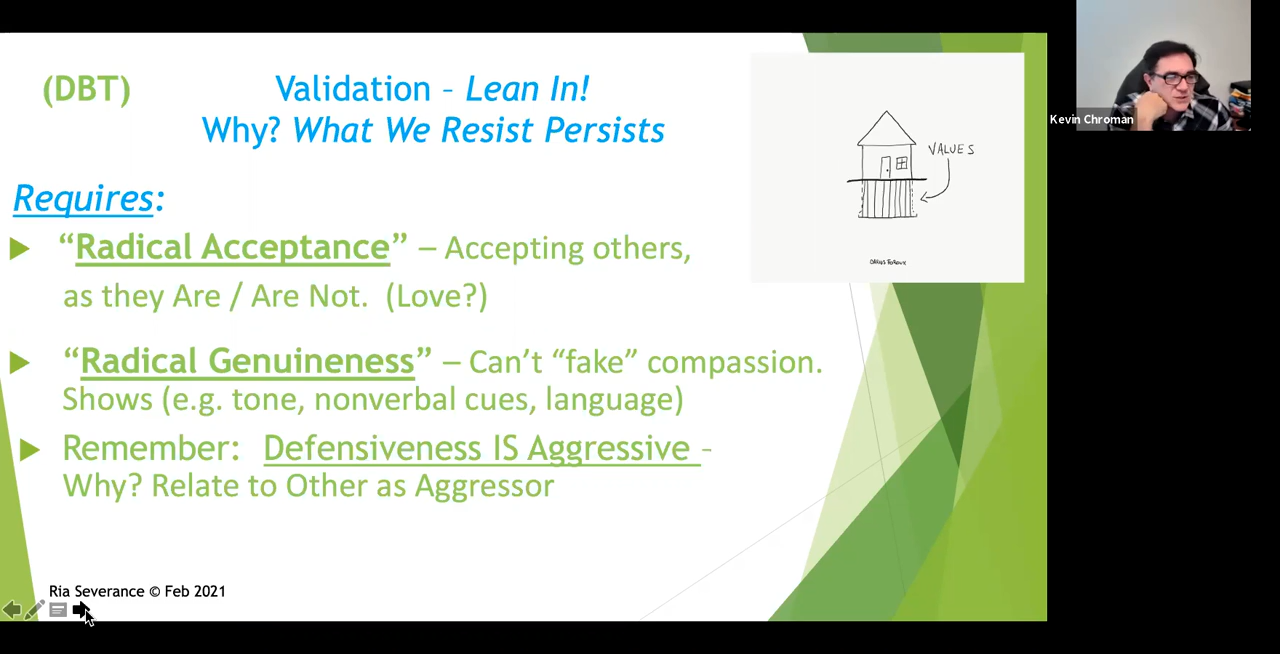 (DBT)
Validation – Lean In!
Why? What We Resist Persists
Requires:
“Radical Acceptance” – Accepting others,
as they Are / Are Not. (Love?)
“Radical Genuineness” – Can’t “fake” compassion.
Shows (e.g. tone, nonverbal cues, language)
Remember: Defensiveness IS Aggressive –
Why? Relate to Other as Aggressor
Ria Severance © Feb 2021
VALUES
Kevin Chroman